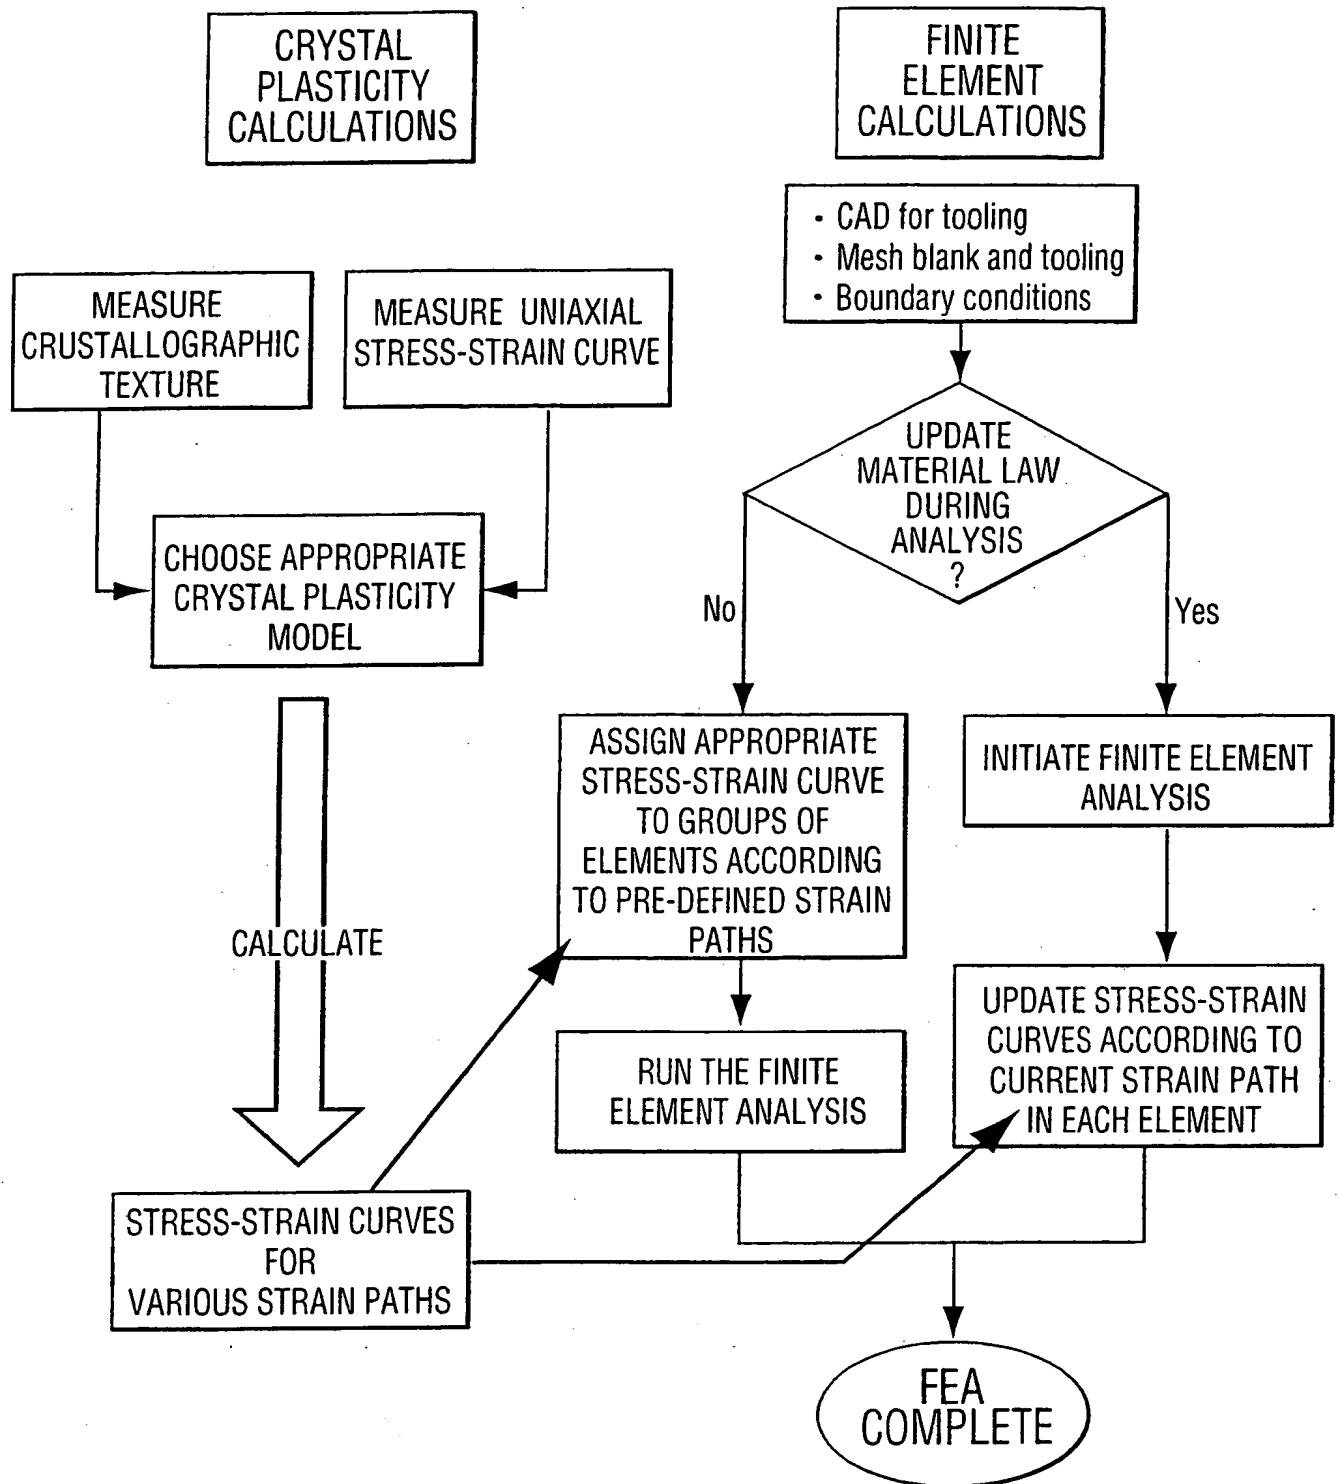 CRYSTAL
PLASTICITY
CALCULATIONS
FINITE
ELEMENT
CALCULATIONS
· CAD for tooling
· Mesh blank and tooling
· Boundary conditions
MEASURE
CRUSTALLOGRAPHIC
TEXTURE
MEASURE UNIAXIAL
STRESS-STRAIN CURVE
UPDATE
MATERIAL LAW
DURING
ANALYSIS
?
CHOOSE APPROPRIATE
CRYSTAL PLASTICITY
MODEL
No
Yes
ASSIGN APPROPRIATE
STRESS-STRAIN CURVE
TO GROUPS OF
ELEMENTS ACCORDING
TO PRE-DEFINED STRAIN
PATHS
INITIATE FINITE ELEMENT
ANALYSIS
CALCULATE
UPDATE STRESS-STRAIN
CURVES ACCORDING TO
CURRENT STRAIN PATH
IN EACH ELEMENT
RUN THE FINITE
ELEMENT ANALYSIS
STRESS-STRAIN CURVES
FOR
VARIOUS STRAIN PATHS
FEA
COMPLETE